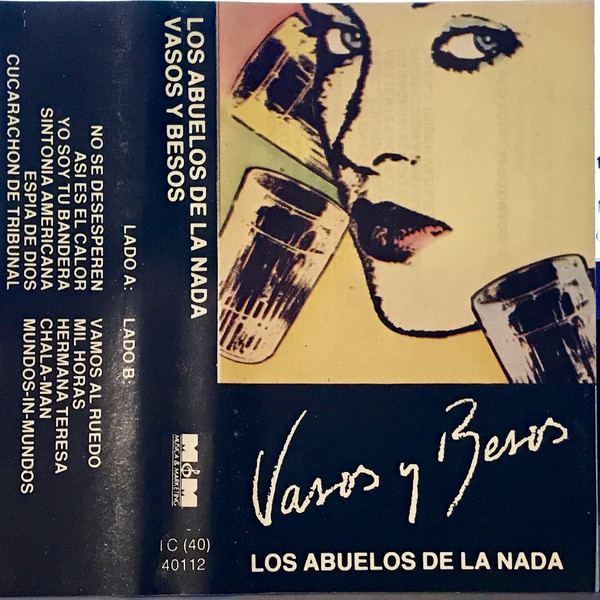 Vasos y Besos
LOS ABUELOS DE LA NADA
LOS ABUELOS DE LA NADA
VASOS Y BESOS
M&M
MUSICA & MARKETING
I C (40)
40112
LADO A:
NO SE DESESPEREN
ASI ES EL CALOR
YO SOY TU BANDERA
SINTONIA AMERICANA
ESPIA DE DIOS
CUCARACHON DE TRIBUNAL
LADO B:
VAMOS AL RUEDO
MIL HORAS
HERMANA TERESA
CHALA-MAN
MUNDOS-IN-MUNDOS